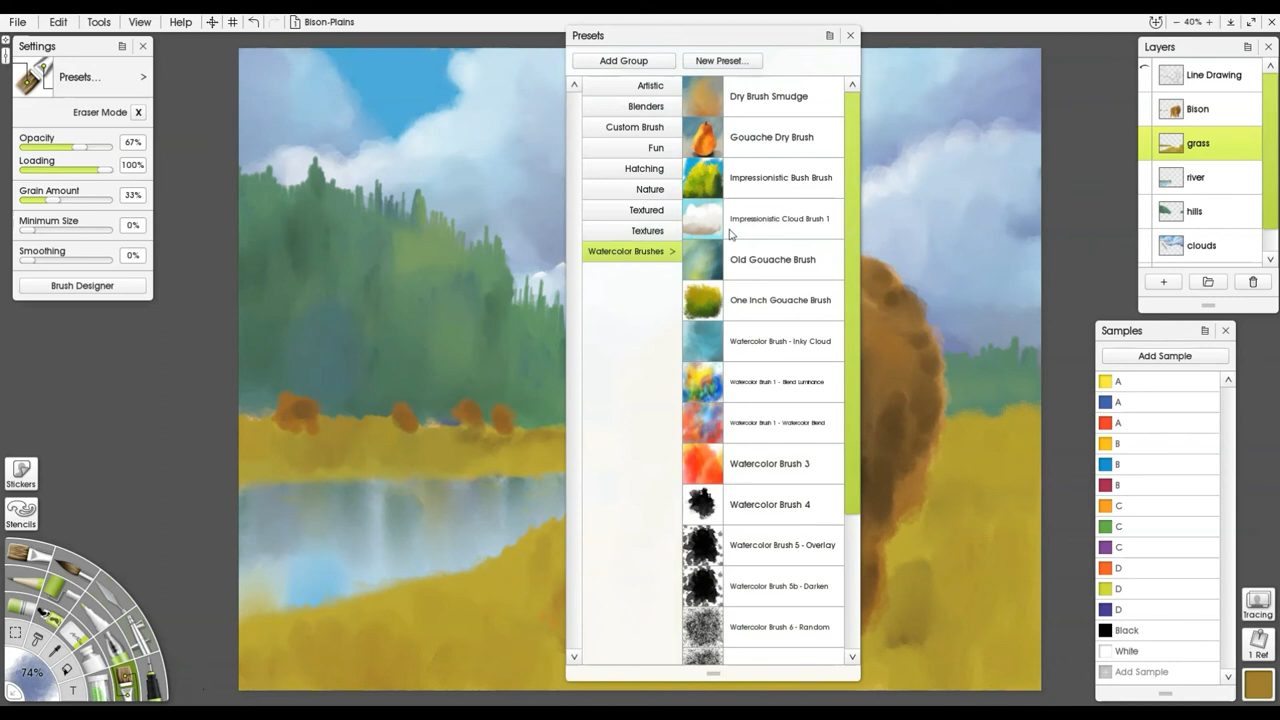 File Edit Tools View Help Bison-Plains
40%
Settings
Presets... >
Eraser Mode X
Opacity 67%
Loading 100%
Grain Amount 33%
Minimum Size 0%
Smoothing 0%
Brush Designer
Presets
Add Group New Preset...
Artistic
Blenders
Custom Brush
Fun
Hatching
Nature
Textured
Textures
Watercolor Brushes >
Dry Brush Smudge
Gouache Dry Brush
Impressionistic Bush Brush
Impressionistic Cloud Brush 1
Old Gouache Brush
One Inch Gouache Brush
Watercolor Brush - Inky Cloud
Watercolor Brush 1 - Blend Luminance
Watercolor Brush 1 - Watercolor Blend
Watercolor Brush 3
Watercolor Brush 4
Watercolor Brush 5 - Overlay
Watercolor Brush 5b - Darken
Watercolor Brush 6 - Random
Layers
Line Drawing
Bison
grass
river
hills
clouds
Samples
Add Sample
A
A
A
B
B
B
C
C
C
D
D
D
Black
White
Add Sample
Stickers
Stencils
74%
T
Tracing
1 Ref